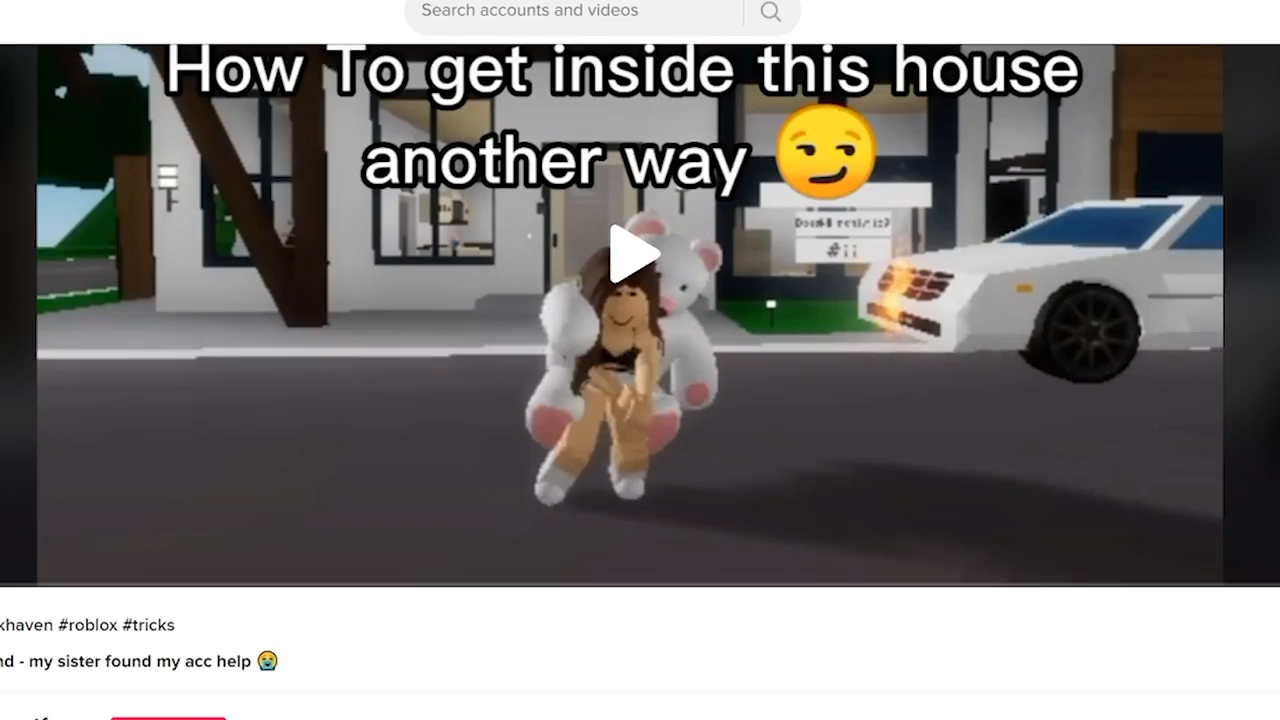 Search accounts and videos
How To get inside this house
another way 😏
#11
khaven #roblox #tricks
nd - my sister found my acc help 😭